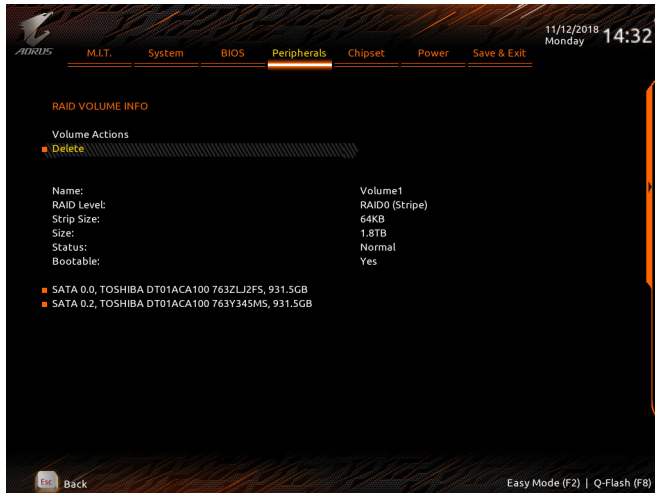 11/12/2018 14:32
Monday
AORUS
M.I.T. System BIOS Peripherals Chipset Power Save & Exit
RAID VOLUME INFO
Volume Actions
Delete
Name: Volume1
RAID Level: RAID0 (Stripe)
Strip Size: 64KB
Size: 1.8TB
Status: Normal
Bootable: Yes
SATA 0.0, TOSHIBA DT01ACA100 763ZLJ2FS, 931.5GB
SATA 0.2, TOSHIBA DT01ACA100 763Y345MS, 931.5GB
Esc Back Easy Mode (F2) | Q-Flash (F8)